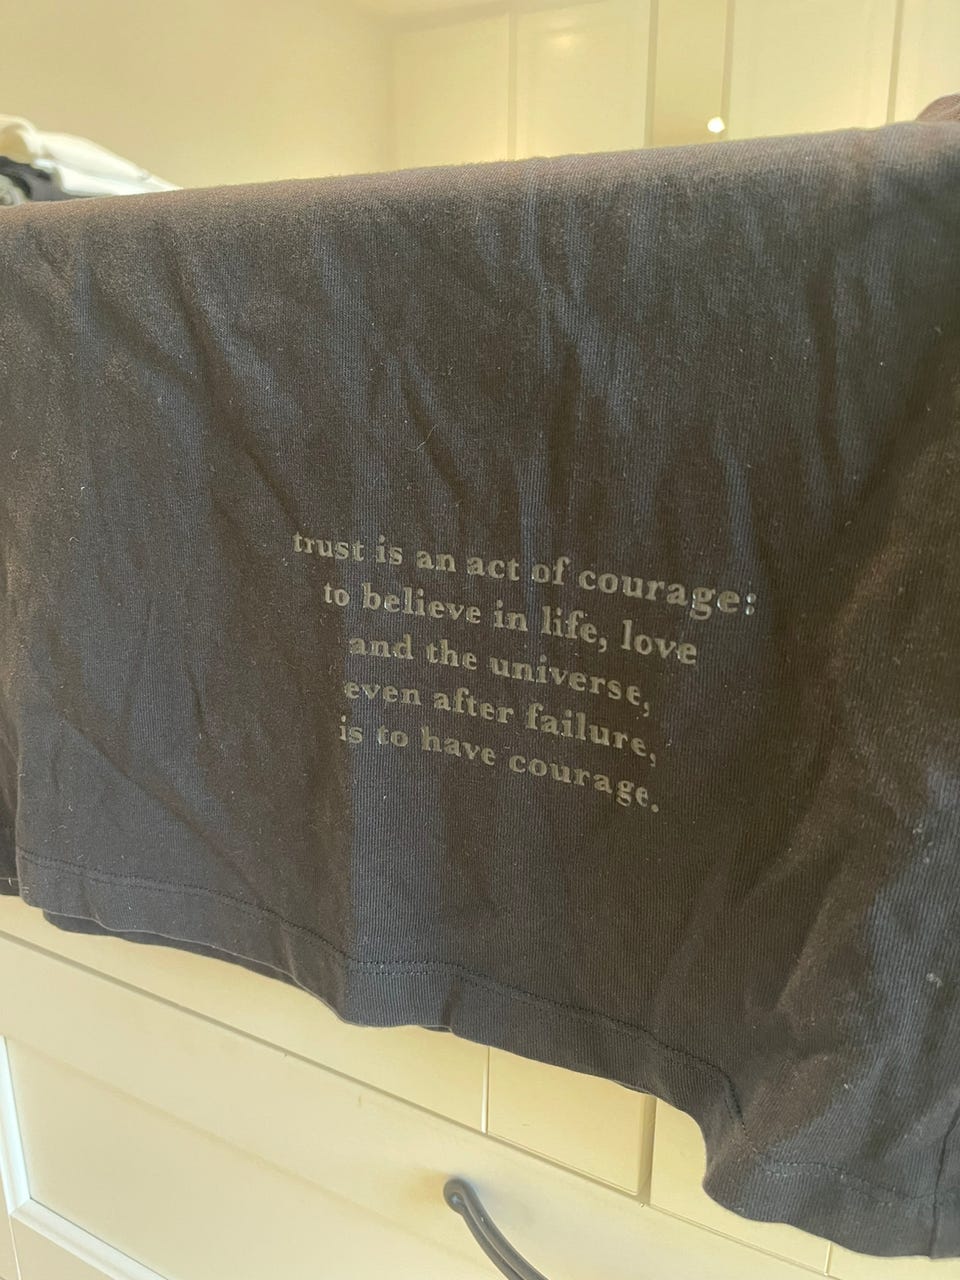 trust is an act of courage:
to believe in life, love
and the universe,
even after failure,
is to have courage.